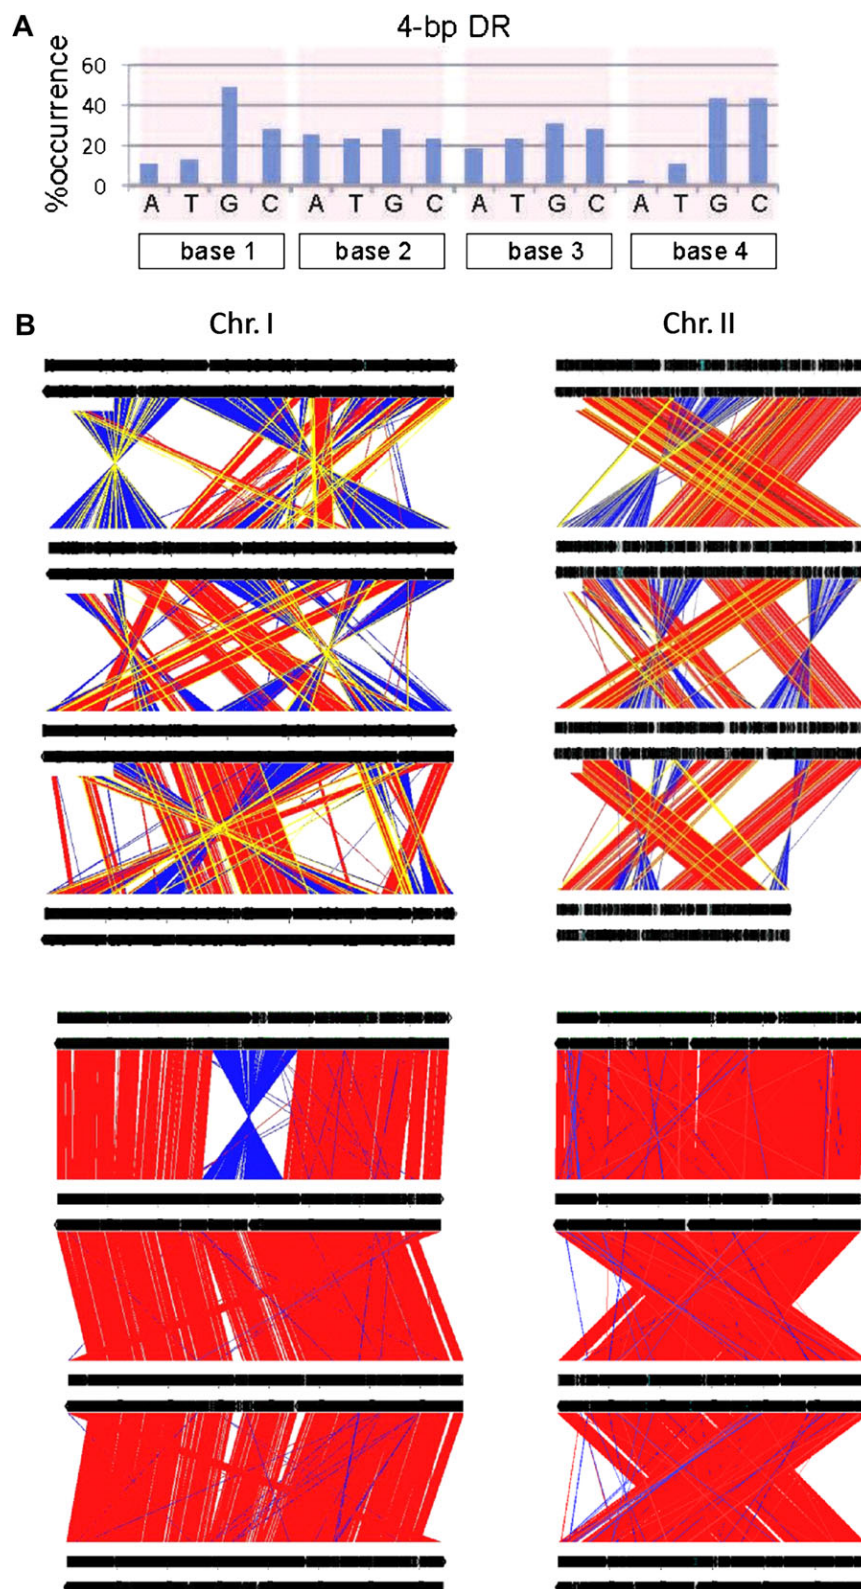 A
4-bp DR
%occurrence
60
40
20
0
A T G C A T G C A T G C A T G C
base 1 base 2 base 3 base 4
B
Chr. I Chr. II